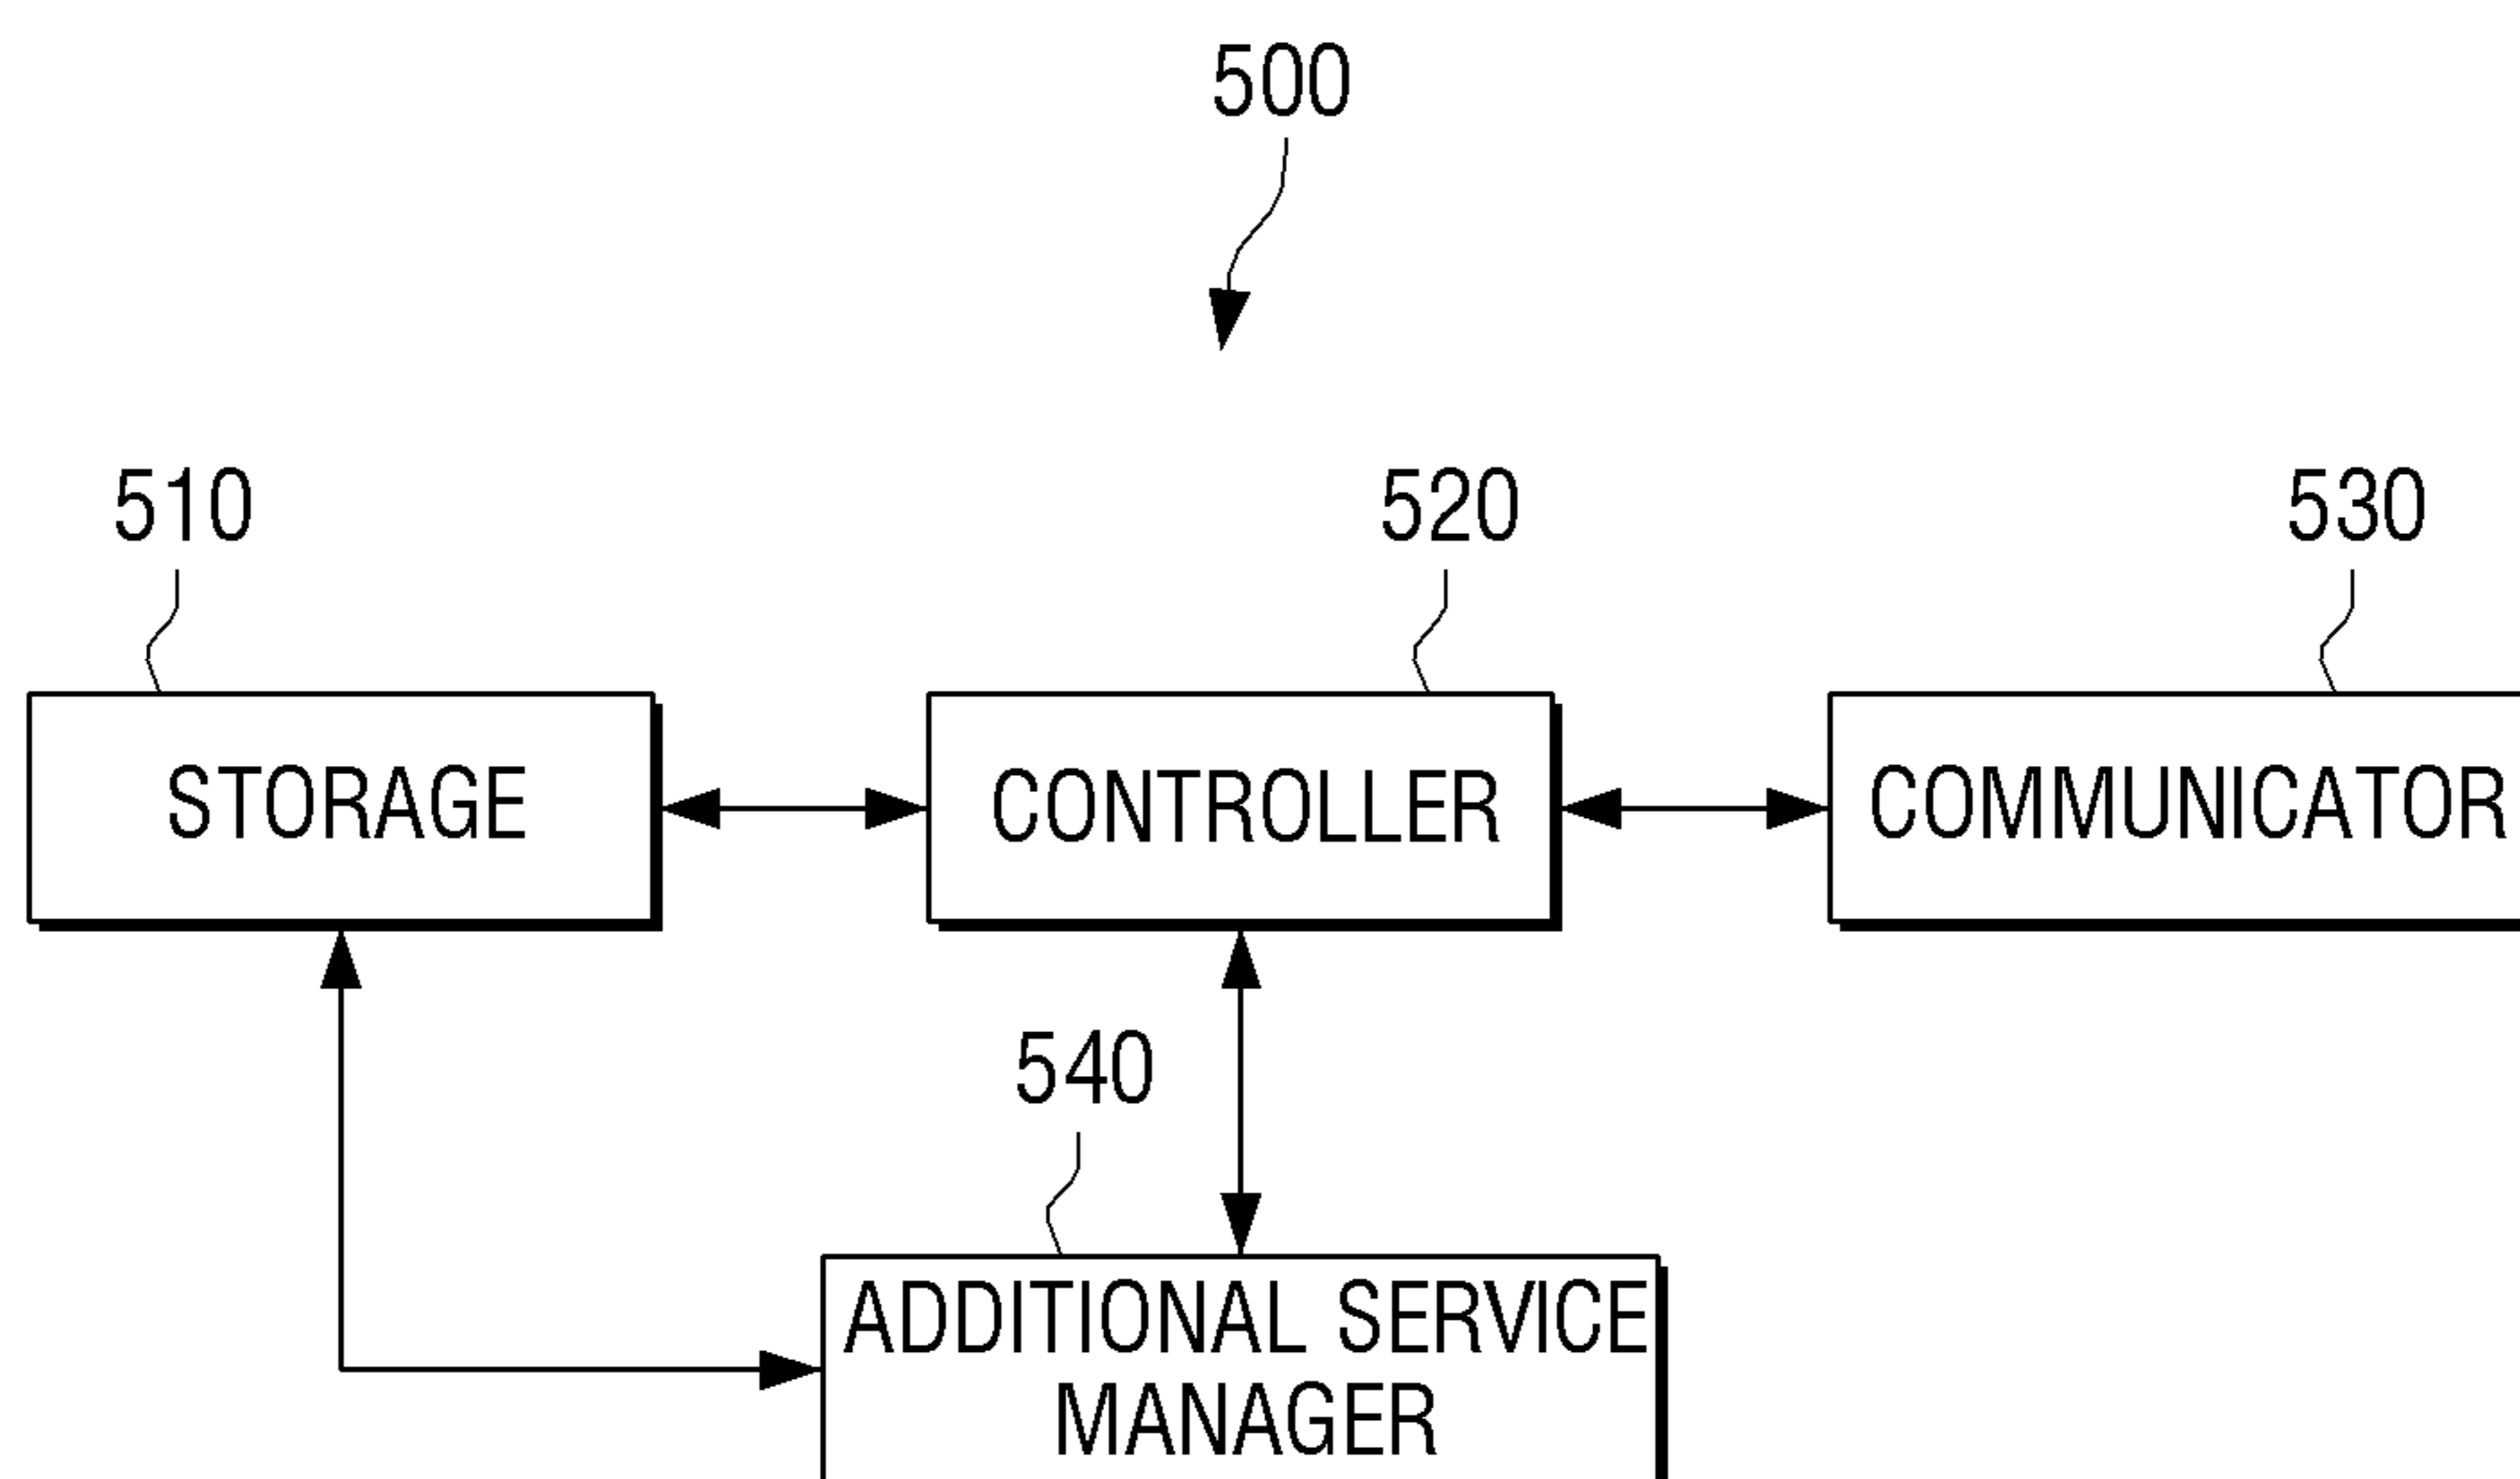 500
510
520
530
STORAGE
CONTROLLER
COMMUNICATOR
540
ADDITIONAL SERVICE
MANAGER